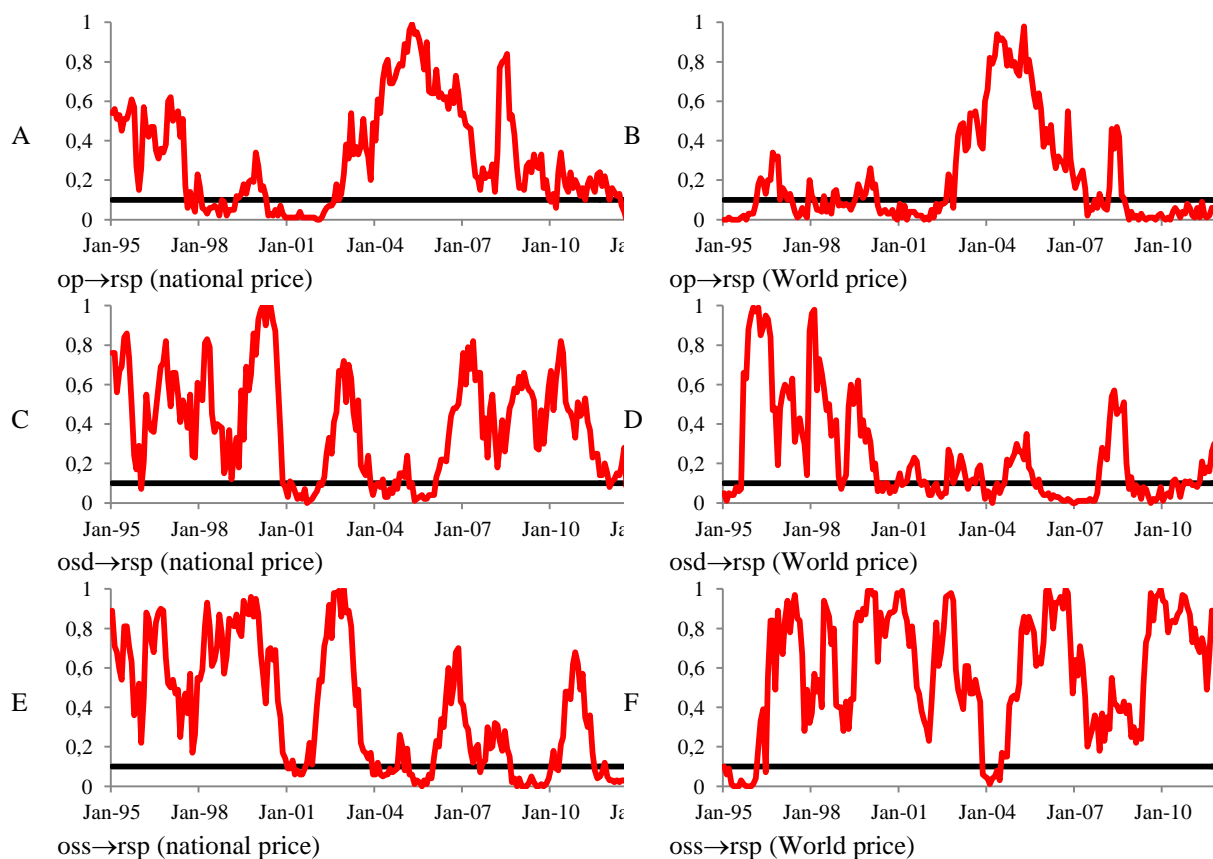 A
1
0,8
0,6
0,4
0,2
0
Jan-95 Jan-98 Jan-01 Jan-04 Jan-07 Jan-10 Ja
op→rsp (national price)
B
1
0,8
0,6
0,4
0,2
0
Jan-95 Jan-98 Jan-01 Jan-04 Jan-07 Jan-10
op→rsp (World price)
C
1
0,8
0,6
0,4
0,2
0
Jan-95 Jan-98 Jan-01 Jan-04 Jan-07 Jan-10 Ja
osd→rsp (national price)
D
1
0,8
0,6
0,4
0,2
0
Jan-95 Jan-98 Jan-01 Jan-04 Jan-07 Jan-10
osd→rsp (World price)
E
1
0,8
0,6
0,4
0,2
0
Jan-95 Jan-98 Jan-01 Jan-04 Jan-07 Jan-10 Ja
oss→rsp (national price)
F
1
0,8
0,6
0,4
0,2
0
Jan-95 Jan-98 Jan-01 Jan-04 Jan-07 Jan-10
oss→rsp (World price)